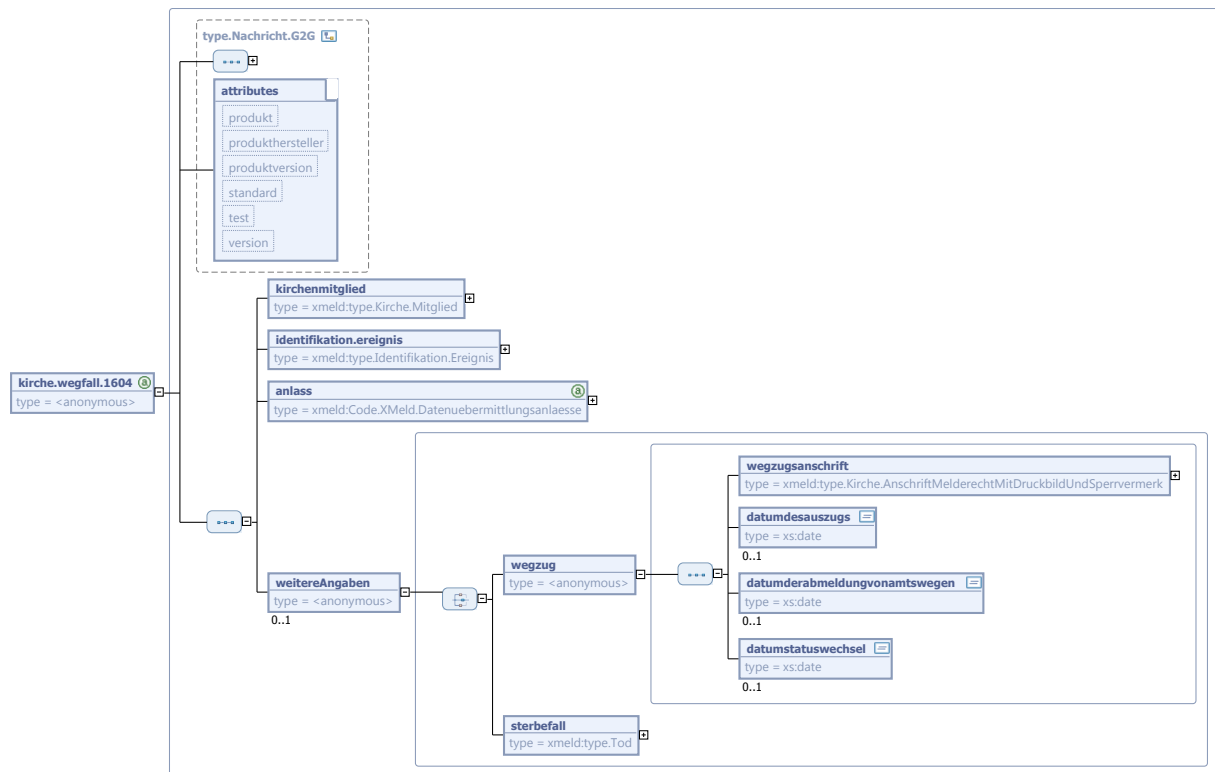 type.Nachricht.G2G
attributes
produkt
produkthersteller
produktversion
standard
test
version
kirchenmitglied
type = xmeld:type.Kirche.Mitglied
identifikation.ereignis
type = xmeld:type.Identifikation.Ereignis
kirche.wegfall.1604 a
type = <anonymous>
anlass a
type = xmeld:Code.XMeld.Datenuebermittlungsanlaesse
wegzugsanschrift
type = xmeld:type.Kirche.AnschriftMelderechtMitDruckbildUndSperrvermerk
datumdesauszugs
type = xs:date
0..1
wegzug
type = <anonymous>
weitereAngaben
type = <anonymous>
0..1
datumderabmeldungvonamtswegen
type = xs:date
0..1
datumstatuswechsel
type = xs:date
0..1
sterbefall
type = xmeld:type.Tod